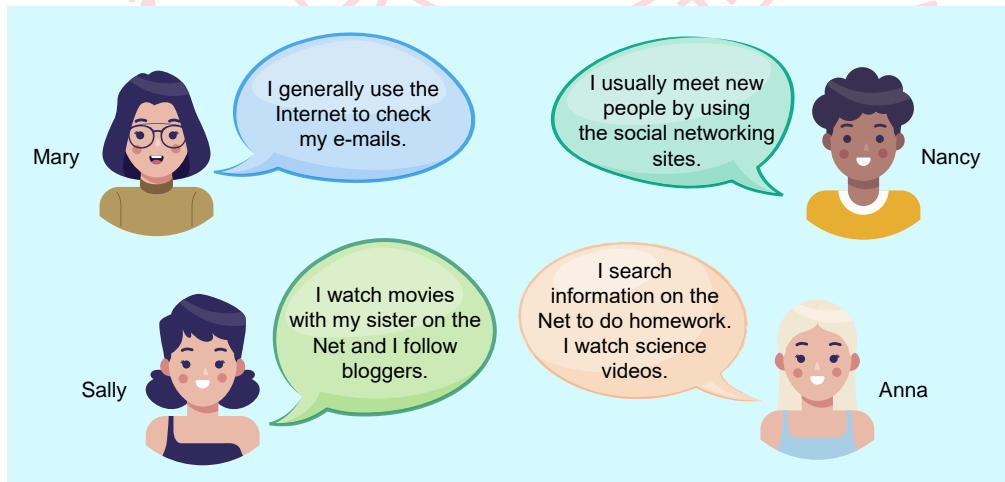 Mary
I generally use the
Internet to check
my e-mails.
I usually meet new
people by using
the social networking
sites.
Nancy
Sally
I watch movies
with my sister on the
Net and I follow
bloggers.
I search
information on the
Net to do homework.
I watch science
videos.
Anna